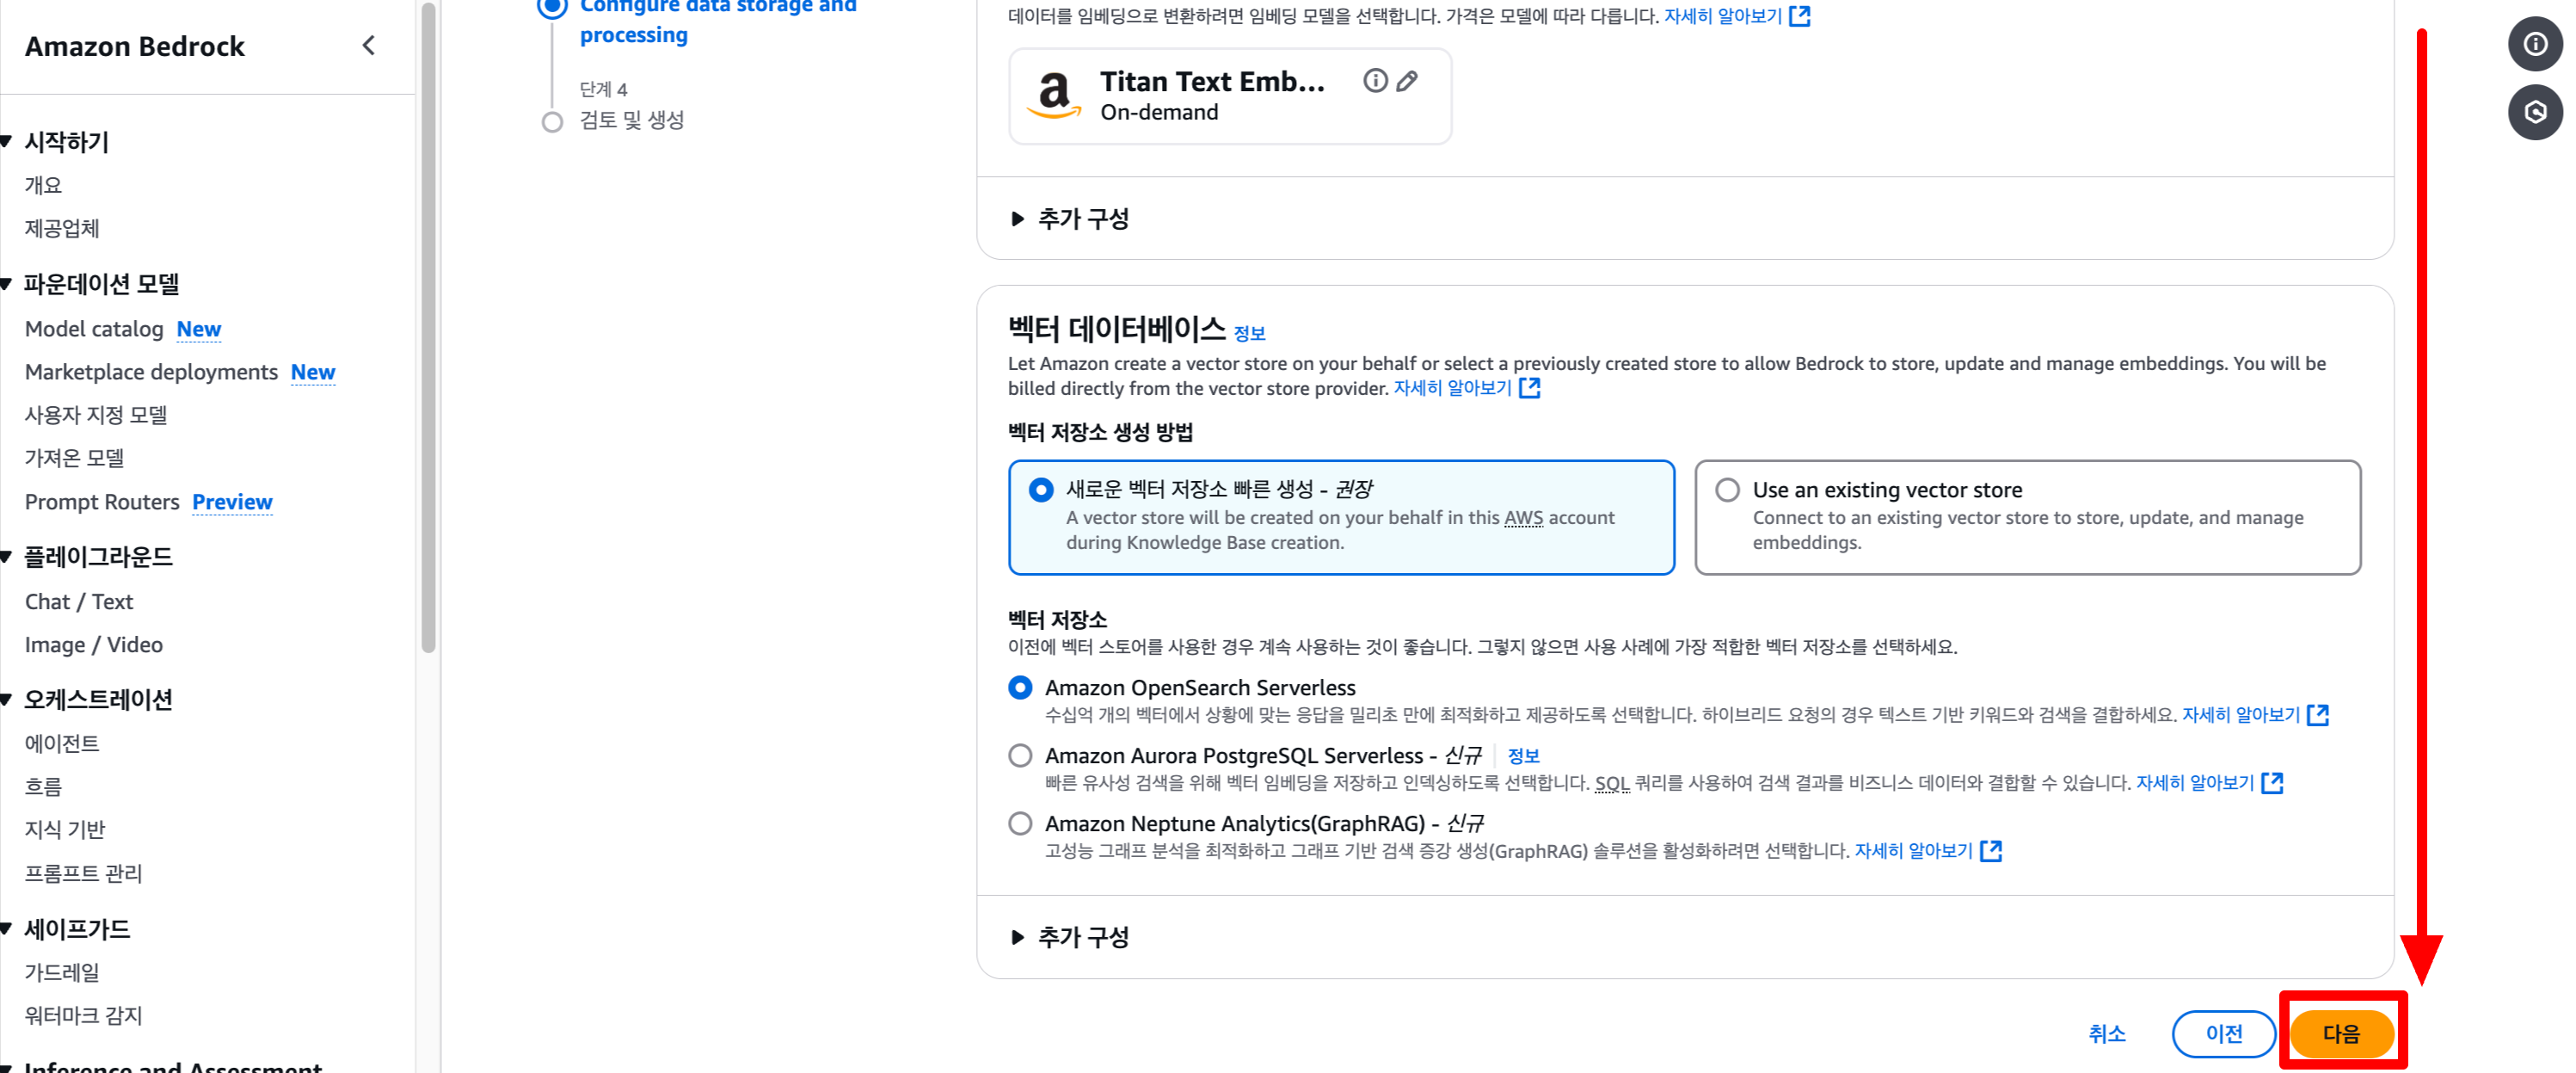 Amazon Bedrock
시작하기
개요
제공업체
파운데이션 모델
Model catalog New
Marketplace deployments New
사용자 지정 모델
가져온 모델
Prompt Routers Preview
플레이그라운드
Chat / Text
Image / Video
오케스트레이션
에이전트
흐름
지식 기반
프롬프트 관리
세이프가드
가드레일
워터마크 감지
Inference and Assessment
Configure data storage and
processing
단계 4
검토 및 생성
데이터를 임베딩으로 변환하려면 임베딩 모델을 선택합니다. 가격은 모델에 따라 다릅니다. 자세히 알아보기
Titan Text Emb...
On-demand
추가 구성
벡터 데이터베이스 정보
Let Amazon create a vector store on your behalf or select a previously created store to allow Bedrock to store, update and manage embeddings. You will be
billed directly from the vector store provider. 자세히 알아보기
벡터 저장소 생성 방법
새로운 벡터 저장소 빠른 생성 - 권장
A vector store will be created on your behalf in this AWS account
during Knowledge Base creation.
Use an existing vector store
Connect to an existing vector store to store, update, and manage
embeddings.
벡터 저장소
이전에 벡터 스토어를 사용한 경우 계속 사용하는 것이 좋습니다. 그렇지 않으면 사용 사례에 가장 적합한 벡터 저장소를 선택하세요.
Amazon OpenSearch Serverless
수십억 개의 벡터에서 상황에 맞는 응답을 밀리초 만에 최적화하고 제공하도록 선택합니다. 하이브리드 요청의 경우 텍스트 기반 키워드와 검색을 결합하세요. 자세히 알아보기
Amazon Aurora PostgreSQL Serverless - 신규 정보
빠른 유사성 검색을 위해 벡터 임베딩을 저장하고 인덱싱하도록 선택합니다. SQL 쿼리를 사용하여 검색 결과를 비즈니스 데이터와 결합할 수 있습니다. 자세히 알아보기
Amazon Neptune Analytics(GraphRAG) - 신규
고성능 그래프 분석을 최적화하고 그래프 기반 검색 증강 생성(GraphRAG) 솔루션을 활성화하려면 선택합니다. 자세히 알아보기
추가 구성
취소
이전
다음